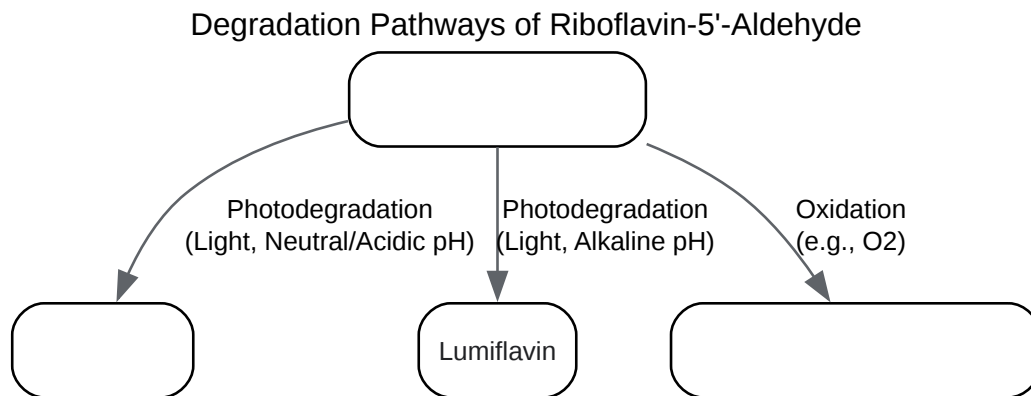 Degradation Pathways of Riboflavin-5'-Aldehyde
Photodegradation
(Light, Neutral/Acidic pH)
Photodegradation
(Light, Alkaline pH)
Oxidation
(e.g., O2)
Lumiflavin